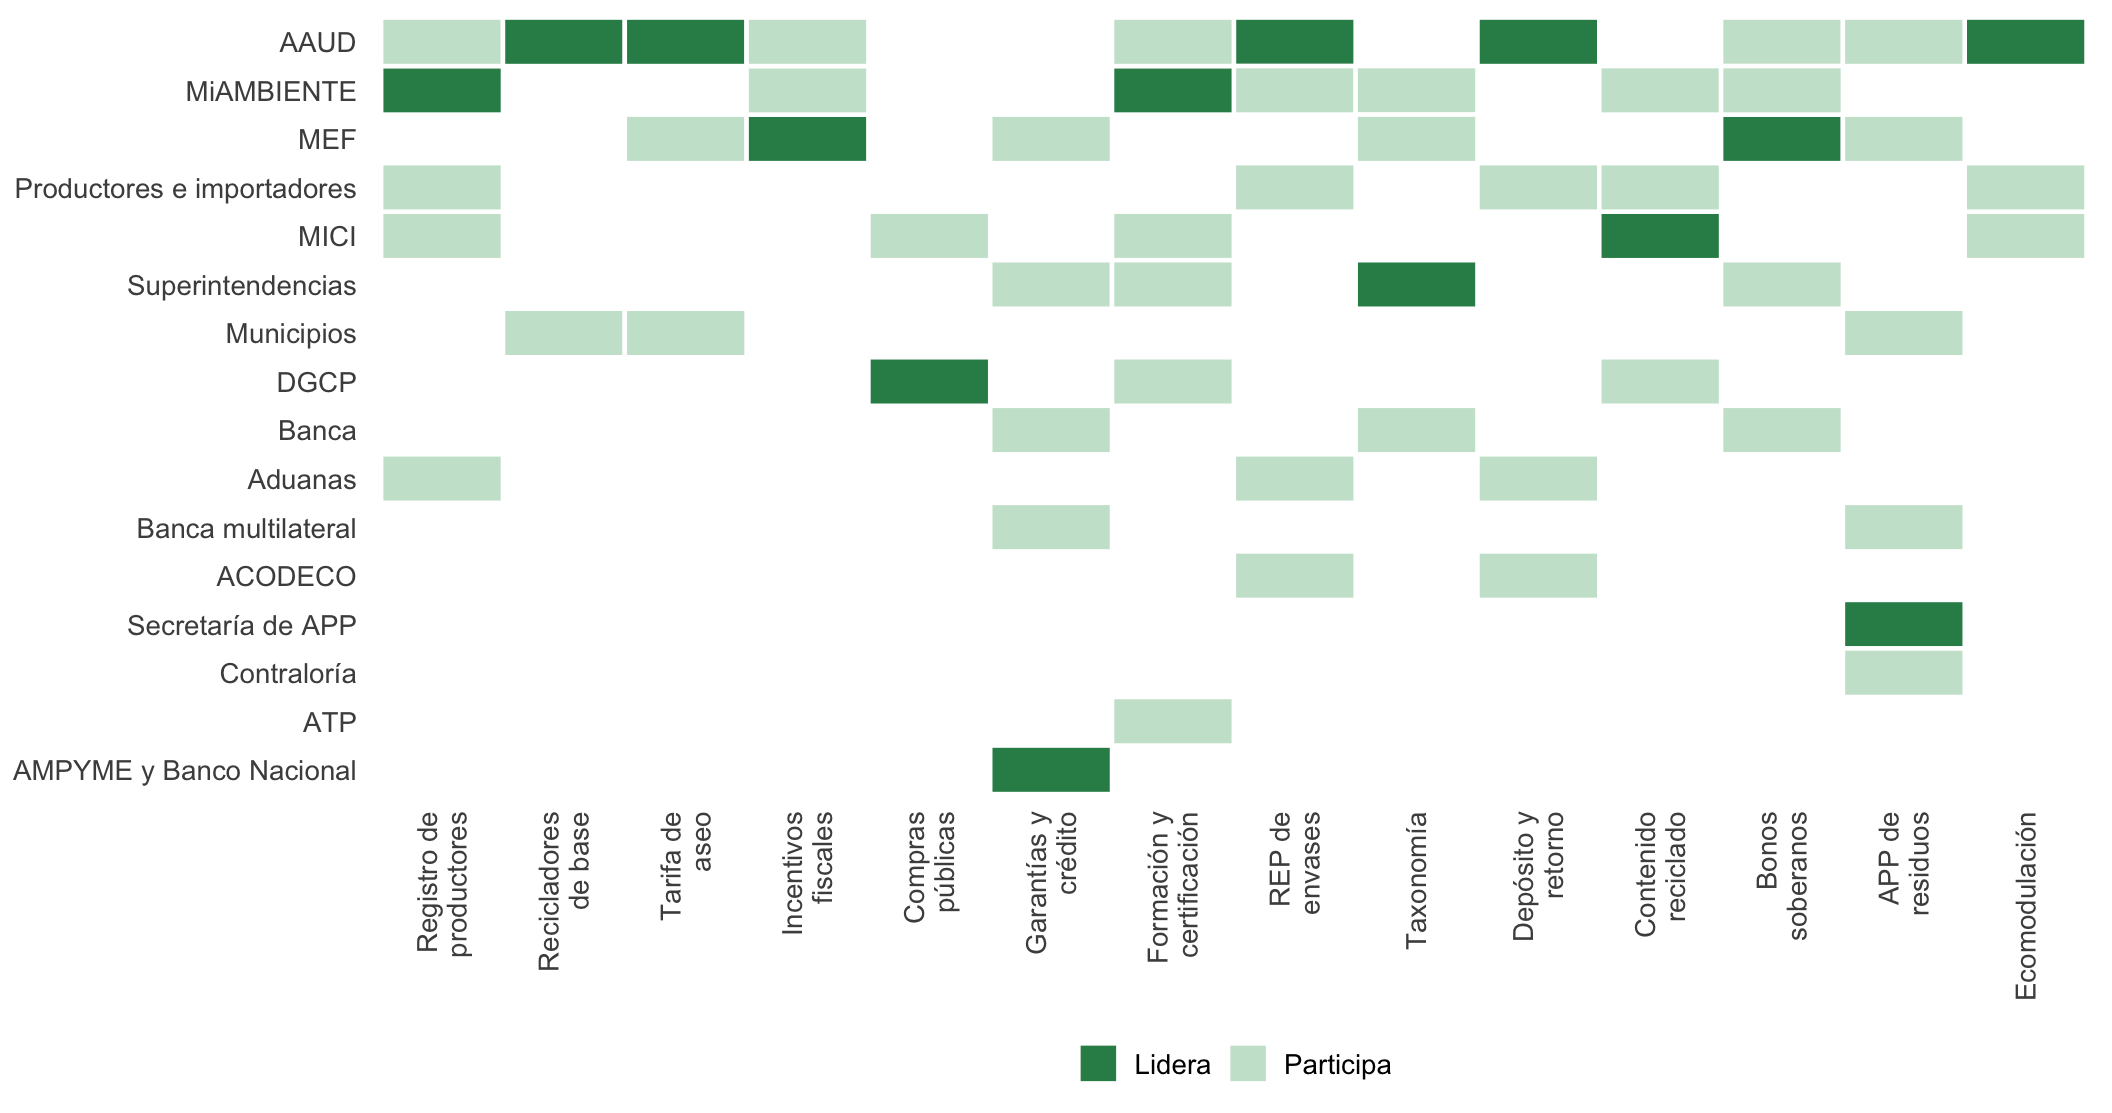 AAUD
MiAMBIENTE
MEF
Productores e importadores
MICI
Superintendencias
Municipios
DGCP
Banca
Aduanas
Banca multilateral
ACODECO
Secretaría de APP
Contraloría
ATP
AMPYME y Banco Nacional
Registro de
productores
Recicladores
de base
Tarifa de
aseo
Incentivos
fiscales
Compras
públicas
Garantías y
crédito
Formación y
certificación
REP de
envases
Taxonomía
Depósito y
retorno
Contenido
reciclado
Bonos
soberanos
APP de
residuos
Ecomodulación
Lidera
Participa